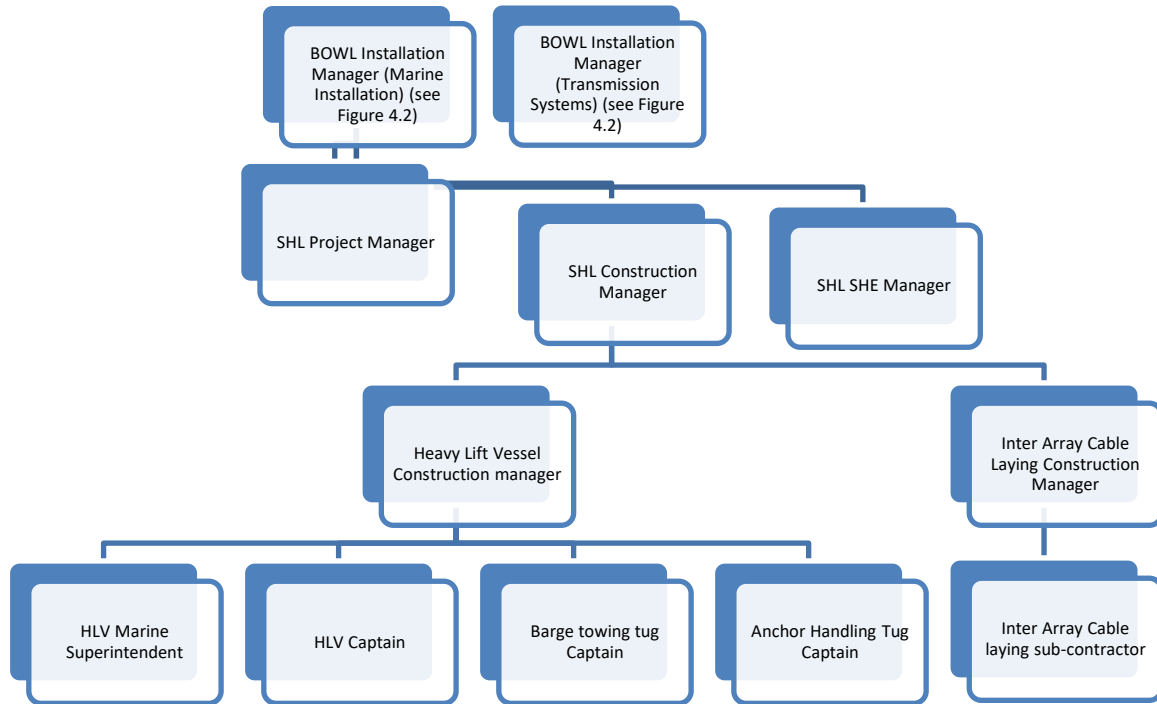 BOWL Installation
Manager (Marine
Installation) (see
Figure 4.2)
BOWL Installation
Manager
(Transmission
Systems) (see Figure
4.2)
SHL Project Manager
SHL Construction
Manager
SHL SHE Manager
Heavy Lift Vessel
Construction manager
Inter Array Cable
Laying Construction
Manager
HLV Marine
Superintendent
HLV Captain
Barge towing tug
Captain
Anchor Handling Tug
Captain
Inter Array Cable
laying sub-contractor